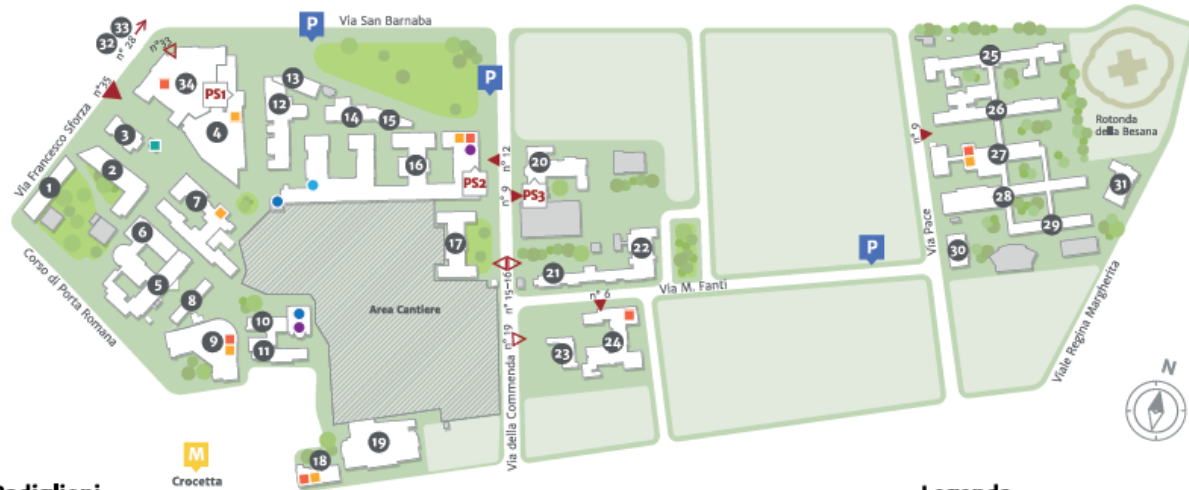 P
Via San Barnaba
33
32
n° 28
n°33
n°35
34
PS1
13
12
14
15
P
Via Francesco Sforza
3
4
2
1
16
PS2
n° 12
20
n° 9
PS3
n°9
25
26
Rotonda
della Besana
27
28
31
29
30
Via Pace
7
6
5
8
17
22
21
P
Corso di Porta Romana
10
9
11
Area Cantiere
n° 15-16
Via M. Fanti
n° 6
n° 19
23
24
Viale Regina Margherita
N
Via della Commenda
19
18
M
Crocetta